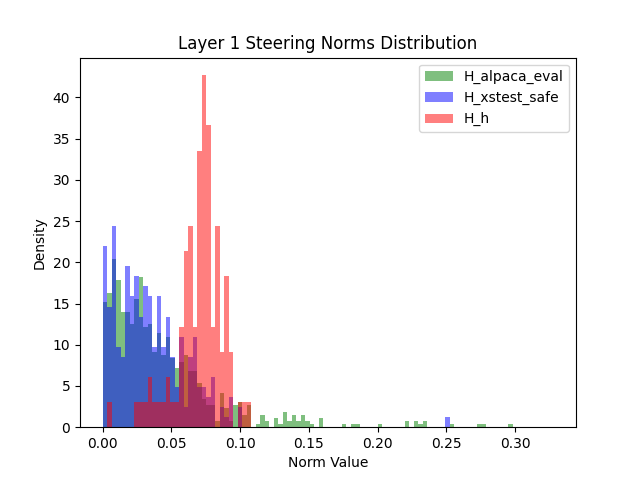 Layer 1 Steering Norms Distribution
H_alpaca_eval
H_xstest_safe
H_h
40
35
30
25
20
15
10
5
0
Density
0.00 0.05 0.10 0.15 0.20 0.25 0.30
Norm Value